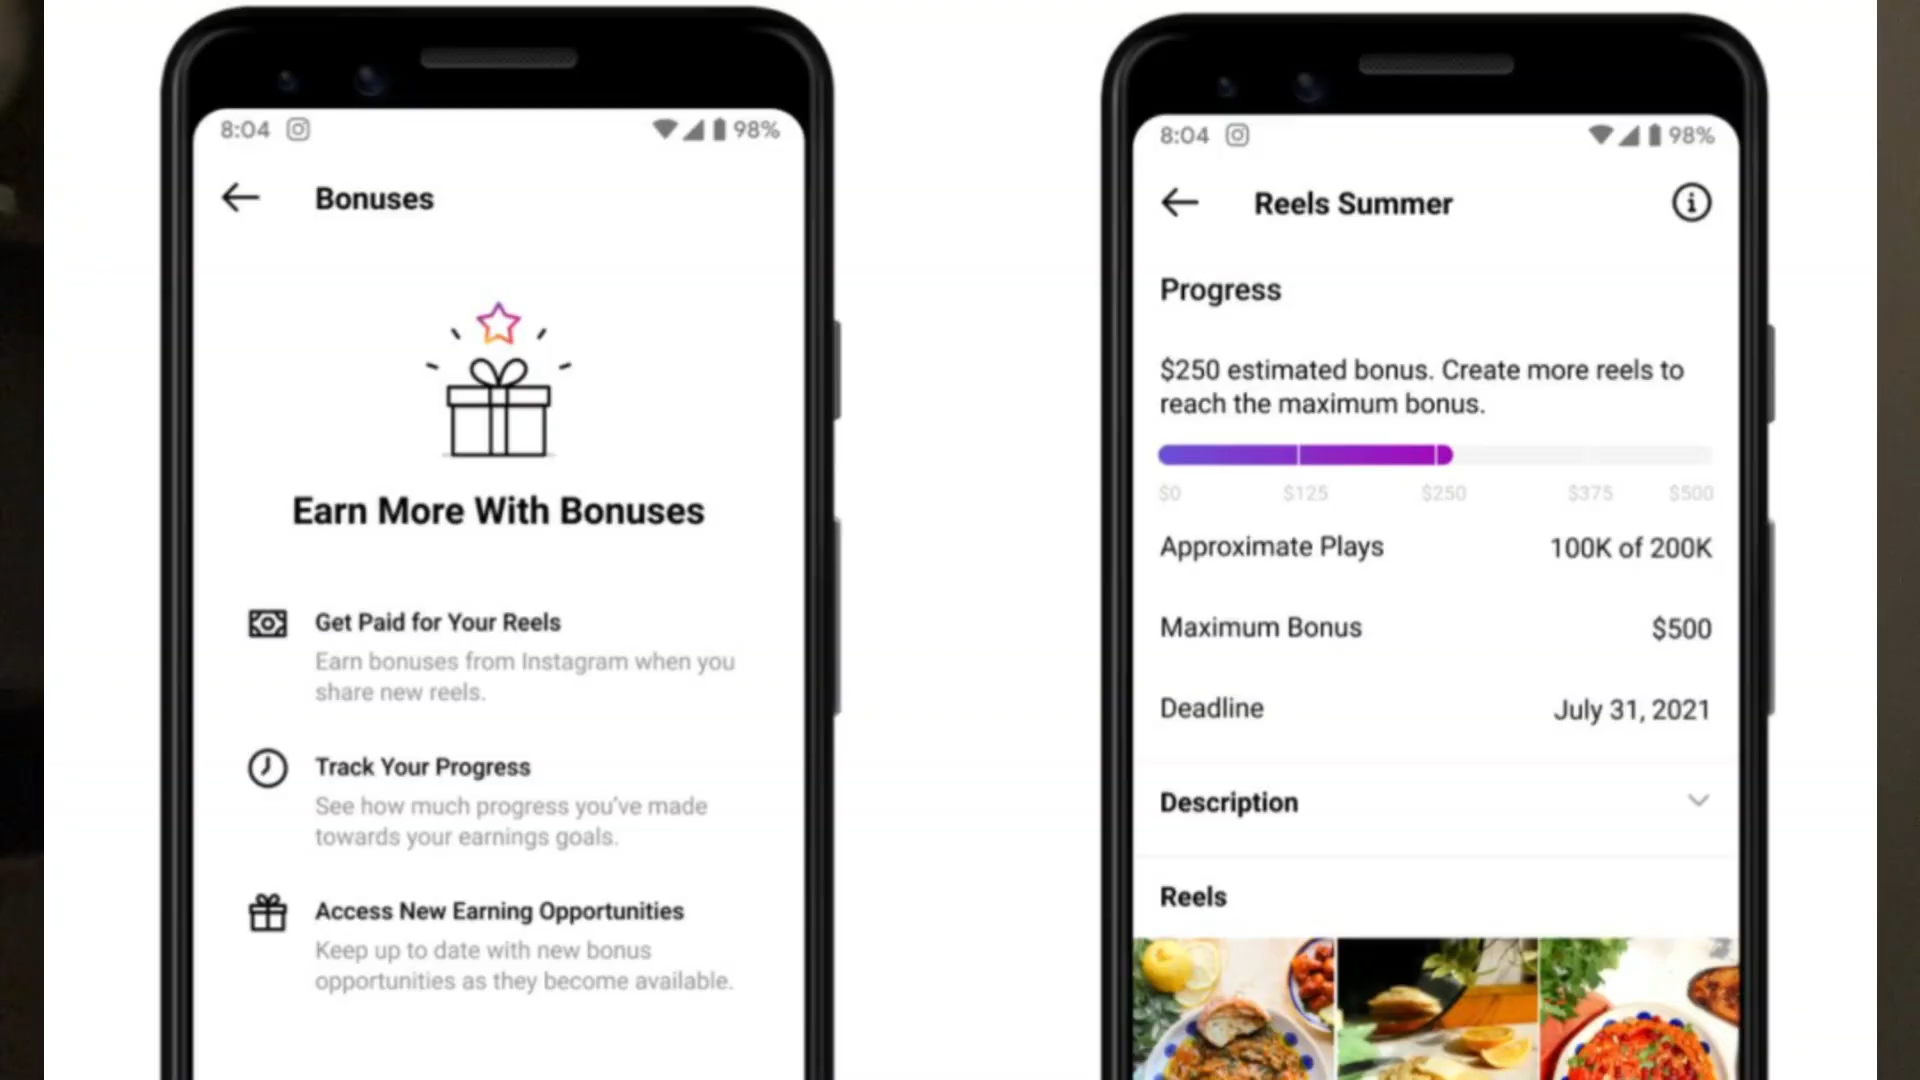 8:04
98%
Bonuses
Earn More With Bonuses
Get Paid for Your Reels
Earn bonuses from Instagram when you
share new reels.
Track Your Progress
See how much progress you've made
towards your earnings goals.
Access New Earning Opportunities
Keep up to date with new bonus
opportunities as they become available.
8:04
98%
Reels Summer
Progress
$250 estimated bonus. Create more reels to
reach the maximum bonus.
$0 $125 $250 $375 $500
Approximate Plays 100K of 200K
Maximum Bonus $500
Deadline July 31, 2021
Description
Reels